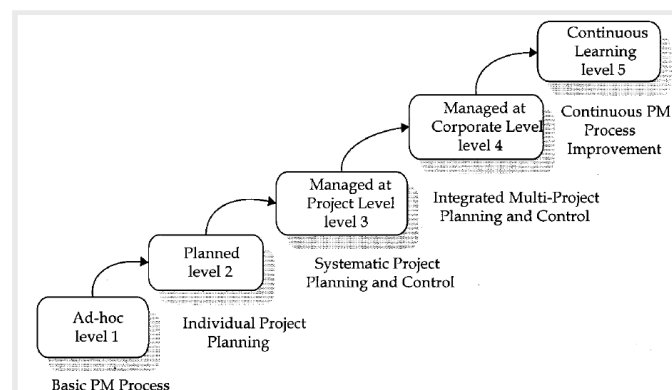 Continuous
Learning
level 5
Managed at
Corporate Level
level 4
Continuous PM
Process
Improvement
Managed at
Project Level
level 3
Integrated Multi-Project
Planning and Control
Planned
level 2
Systematic Project
Planning and Control
Ad-hoc
level 1
Individual Project
Planning
Basic PM Process